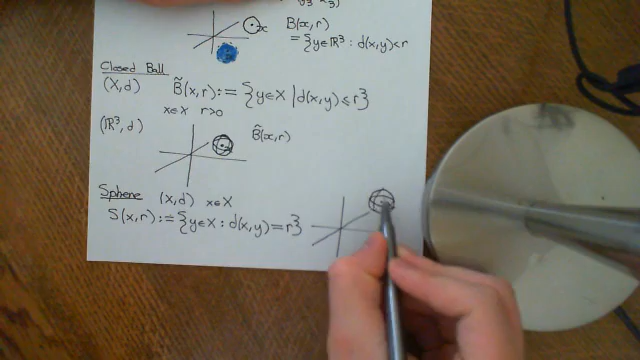 x B(x,r)
= {y∈ℝ³ : d(x,y)<r
Closed Ball
(X,d) B̃(x,r) := {y∈X | d(x,y)≤r}
x∈X r>0
(ℝ³,d) B̃(x,r)
Sphere (X,d) x∈X
S(x,r) := {y∈X : d(x,y)=r}